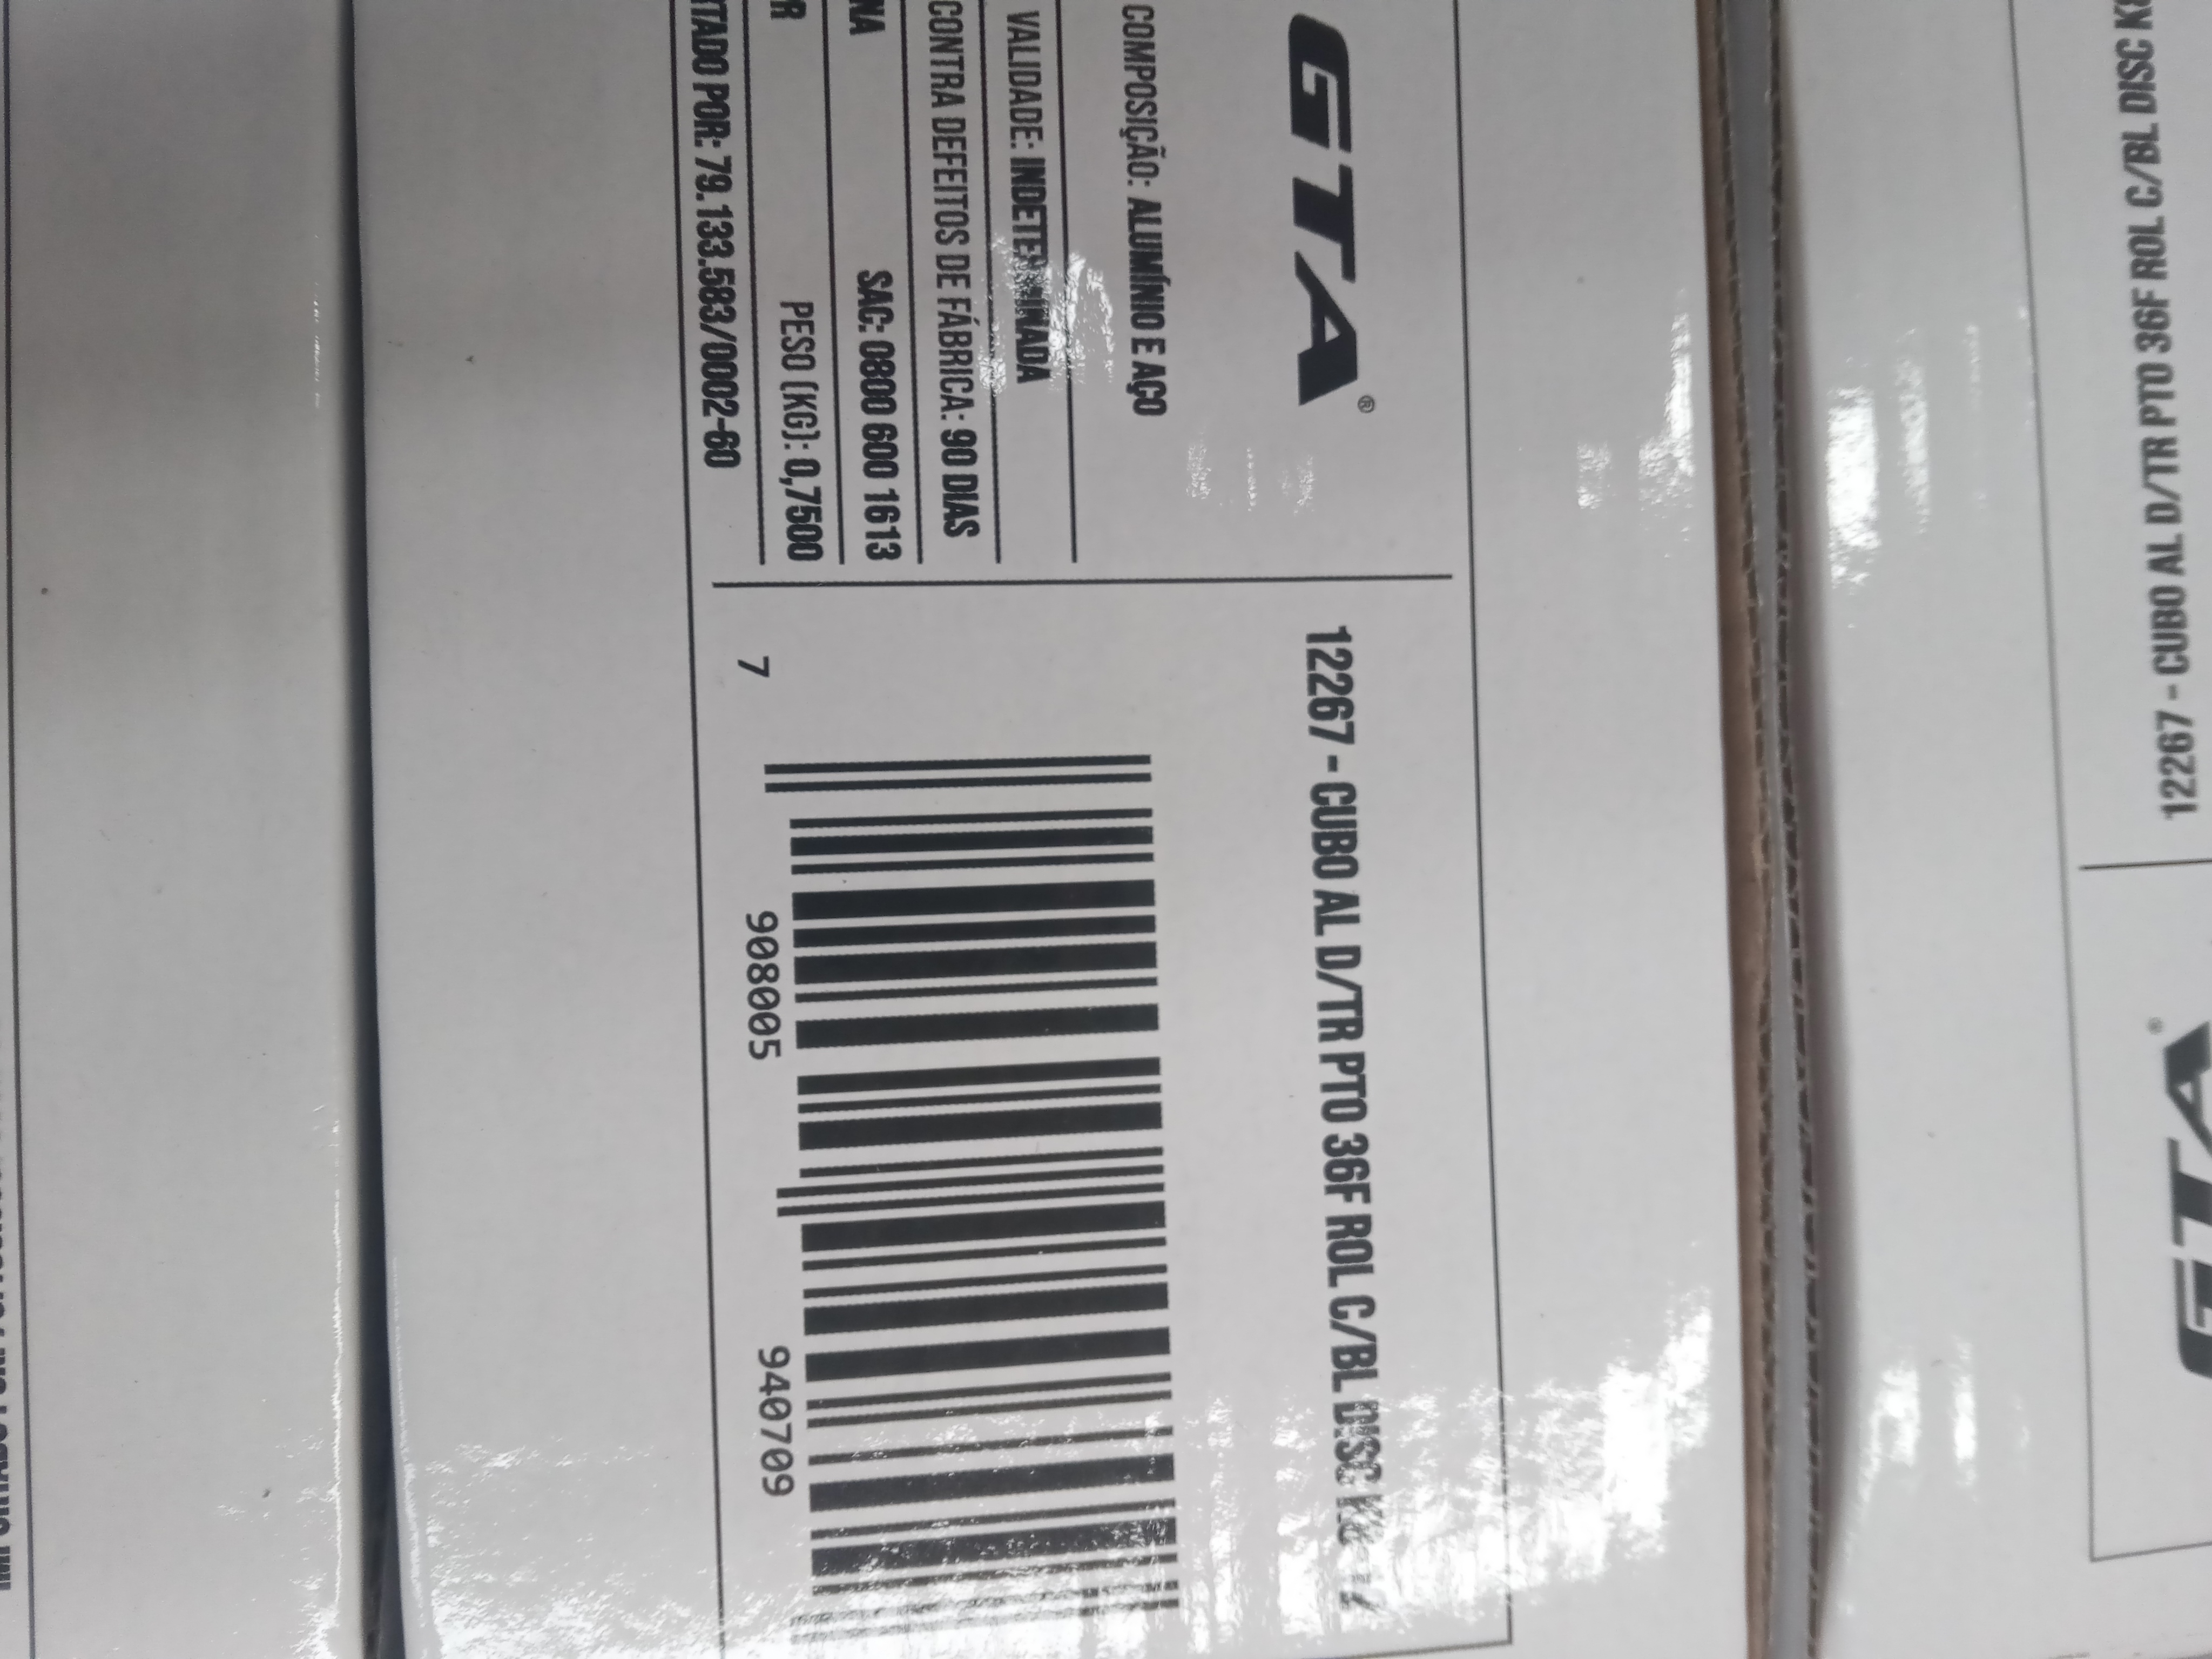 GTA®
COMPOSIÇÃO: ALUMÍNIO E AÇO
VALIDADE: INDETERMINADA
CONTRA DEFEITOS DE FÁBRICA: 90 DIAS
NA SAC: 0800 600 1613
R PESO (KG): 0,7500
TADO POR: 79.133.583/0002-60
12267 - CUBO AL D/TR PTO 36F ROL C/BL DISC
7 908005 940709
12267 - CUBO AL D/TR PTO 36F ROL C/BL DISC
GTA®